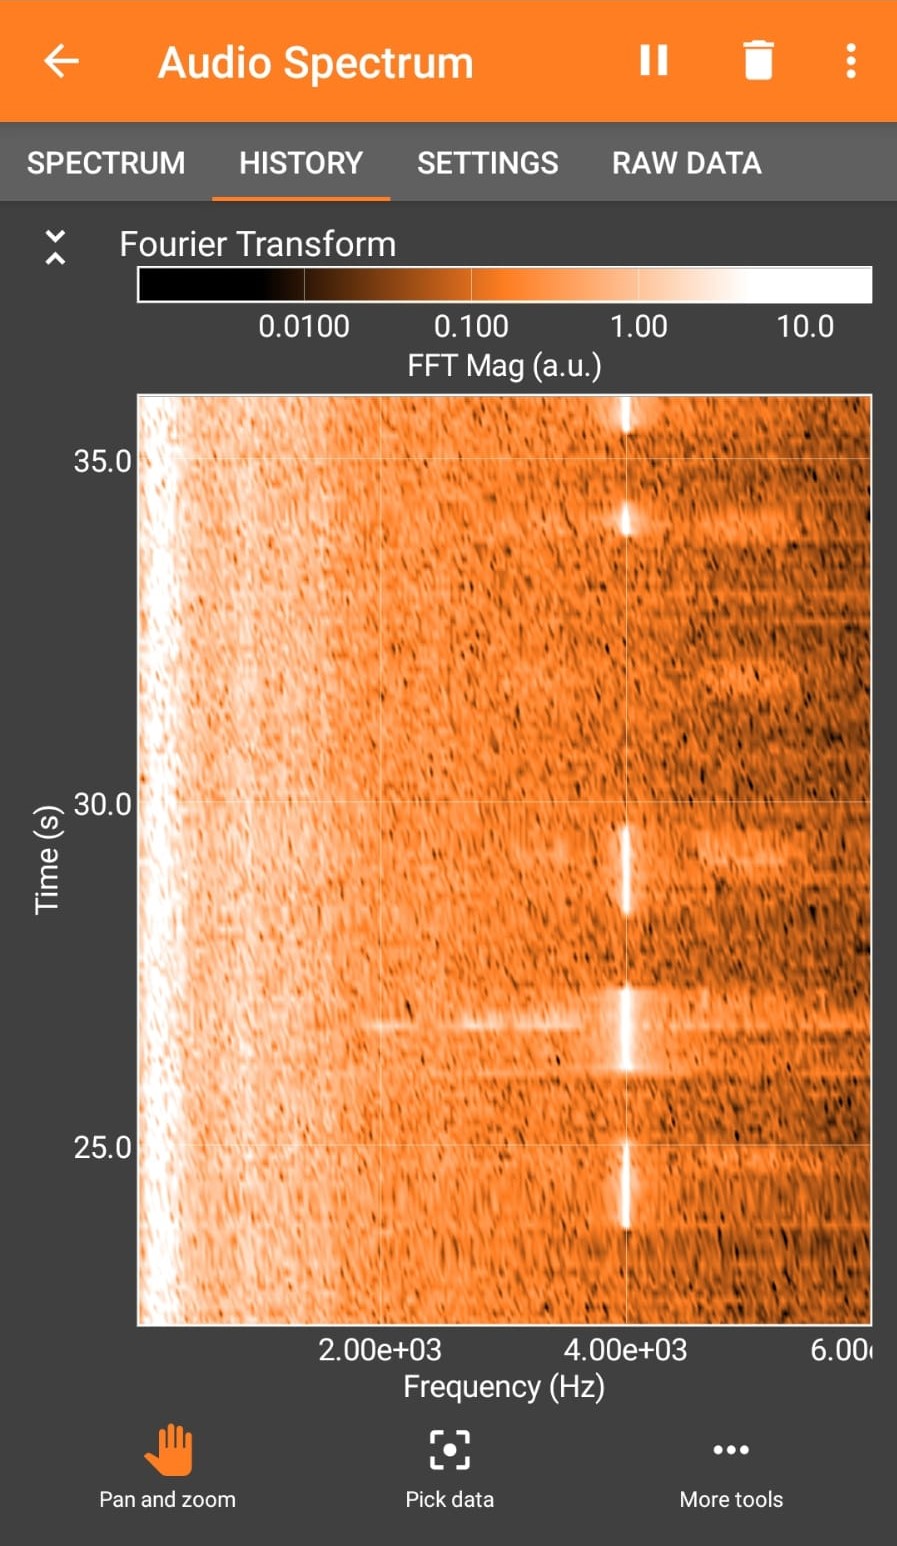 Audio Spectrum
SPECTRUM HISTORY SETTINGS RAW DATA
Fourier Transform
0.0100 0.100 1.00 10.0
FFT Mag (a.u.)
35.0
30.0
25.0
Time (s)
2.00e+03 4.00e+03 6.00
Frequency (Hz)
Pan and zoom Pick data More tools